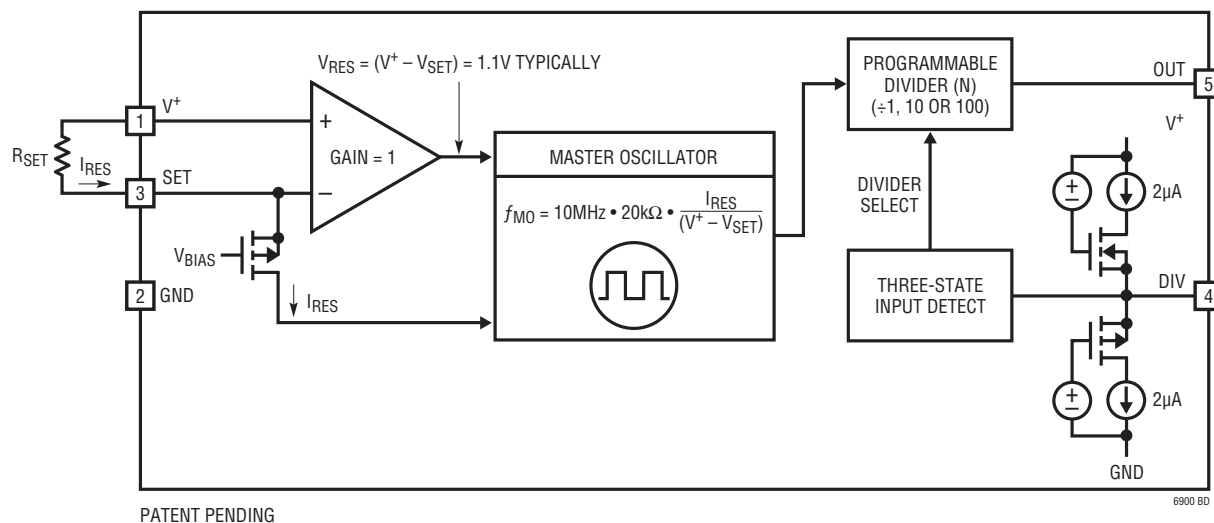 V_RES = (V⁺ – V_SET) = 1.1V TYPICALLY
PROGRAMMABLE
DIVIDER (N)
(÷1, 10 OR 100)
OUT
5
1
V⁺
+
GAIN = 1
–
R_SET
I_RES
3
SET
MASTER OSCILLATOR
ƒ_MO = 10MHz • 20kΩ • I_RES / (V⁺ – V_SET)
DIVIDER
SELECT
V⁺
+
–
2µA
V_BIAS
2
GND
I_RES
THREE-STATE
INPUT DETECT
DIV
4
+
–
2µA
GND
6900 BD
PATENT PENDING